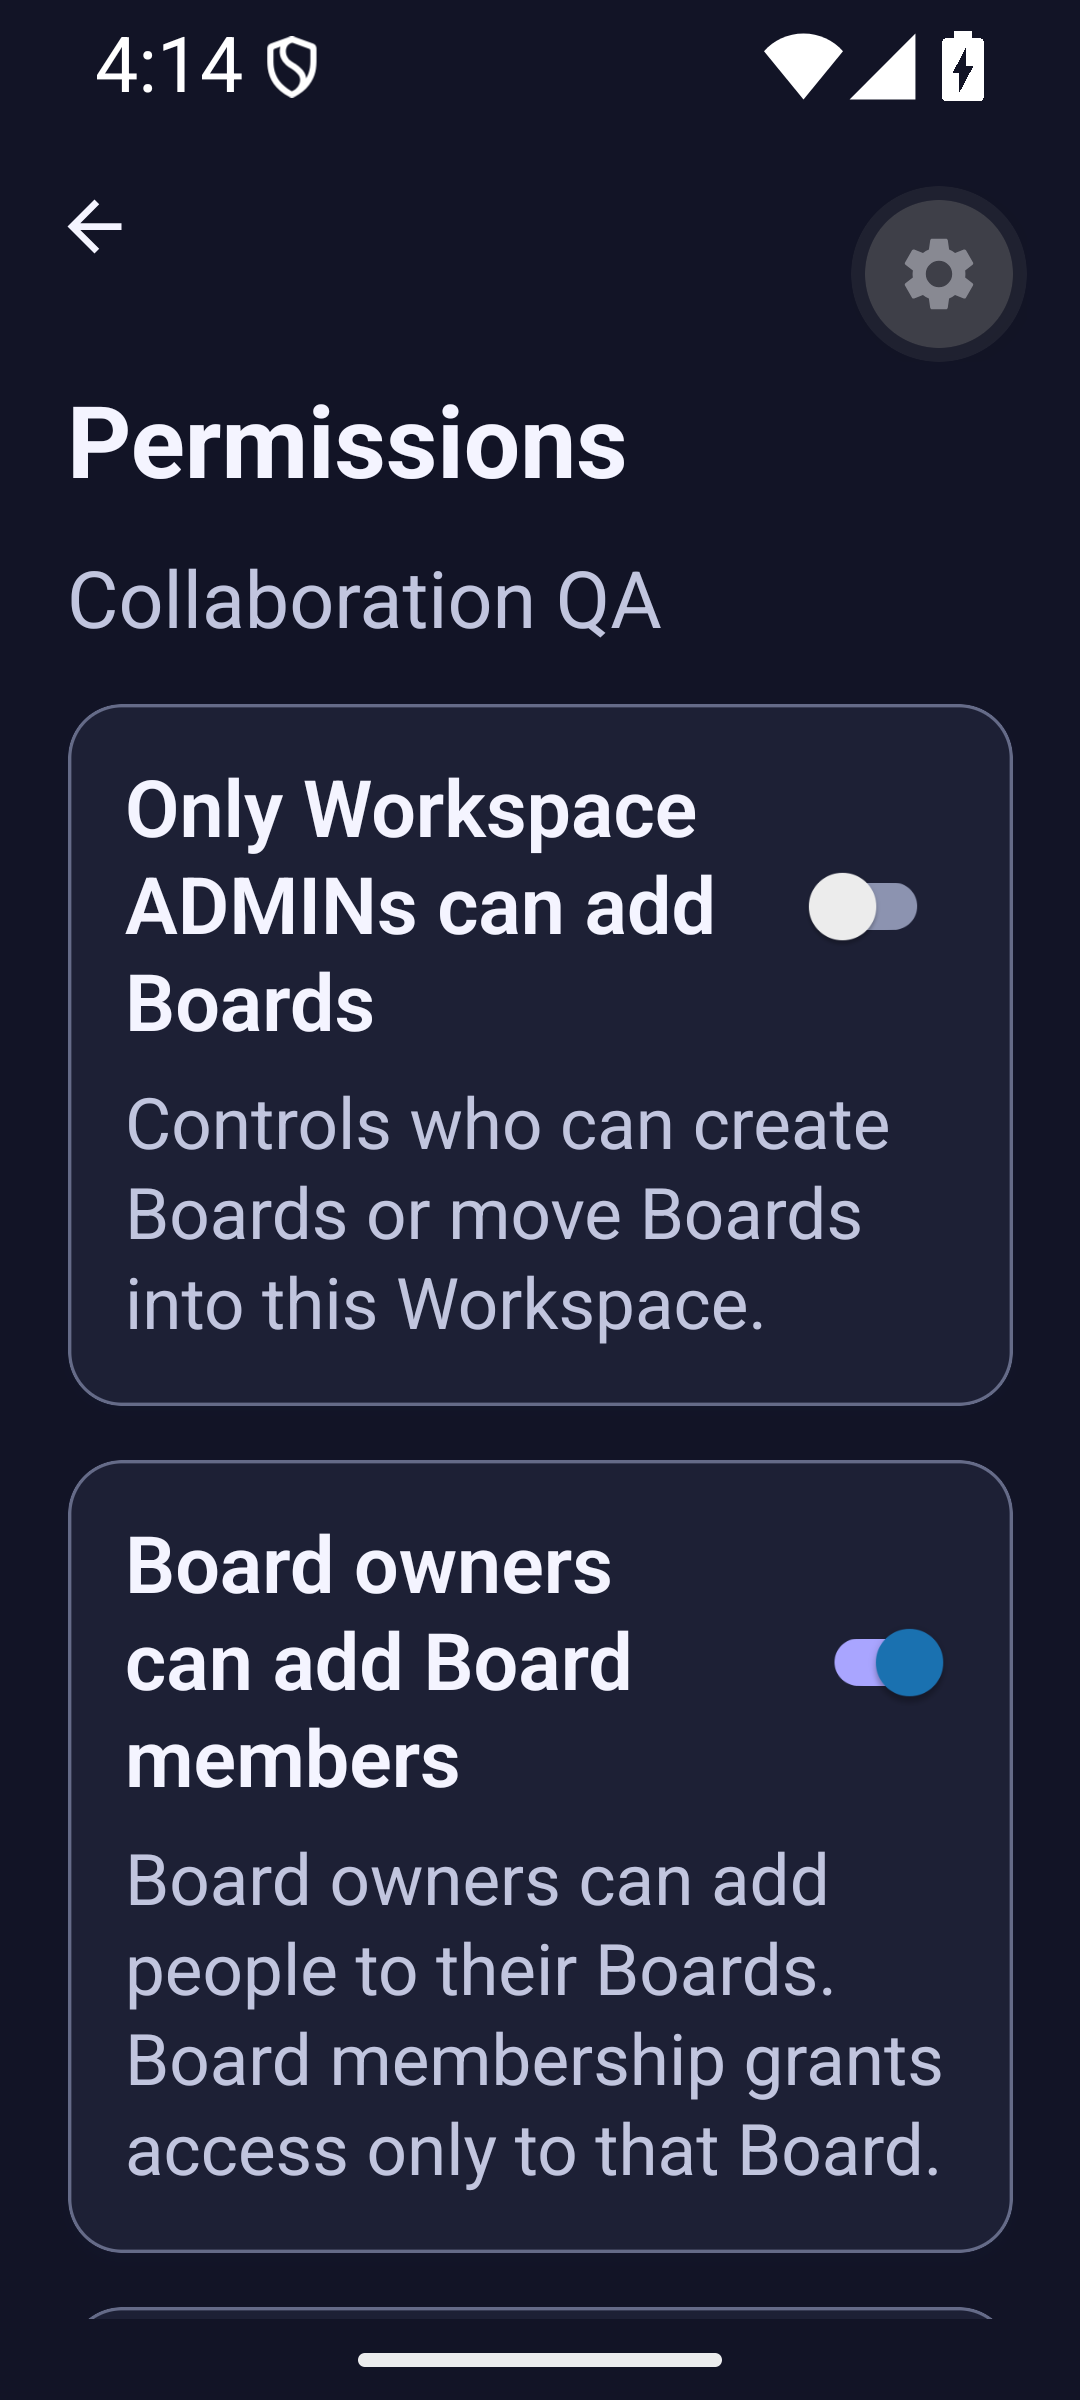 4:14
Permissions
Collaboration QA
Only Workspace
ADMINs can add
Boards
Controls who can create
Boards or move Boards
into this Workspace.
Board owners
can add Board
members
Board owners can add
people to their Boards.
Board membership grants
access only to that Board.